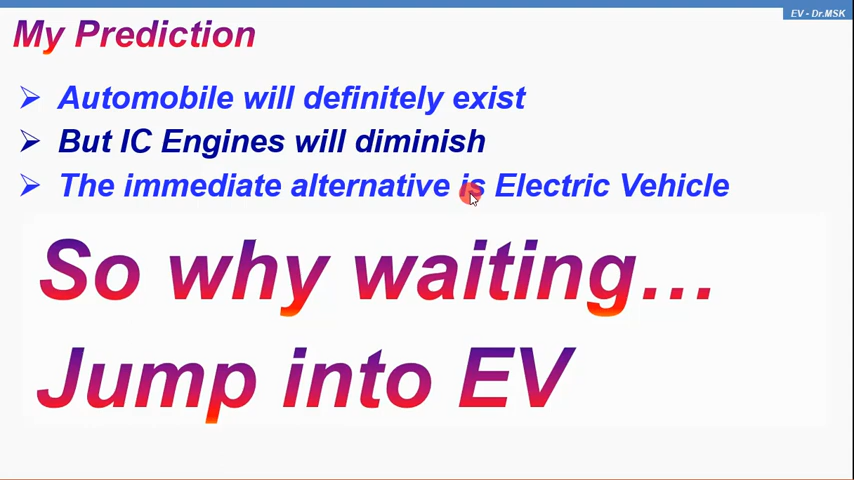 EV - Dr.MSK
My Prediction
Automobile will definitely exist
But IC Engines will diminish
The immediate alternative is Electric Vehicle
So why waiting...
Jump into EV